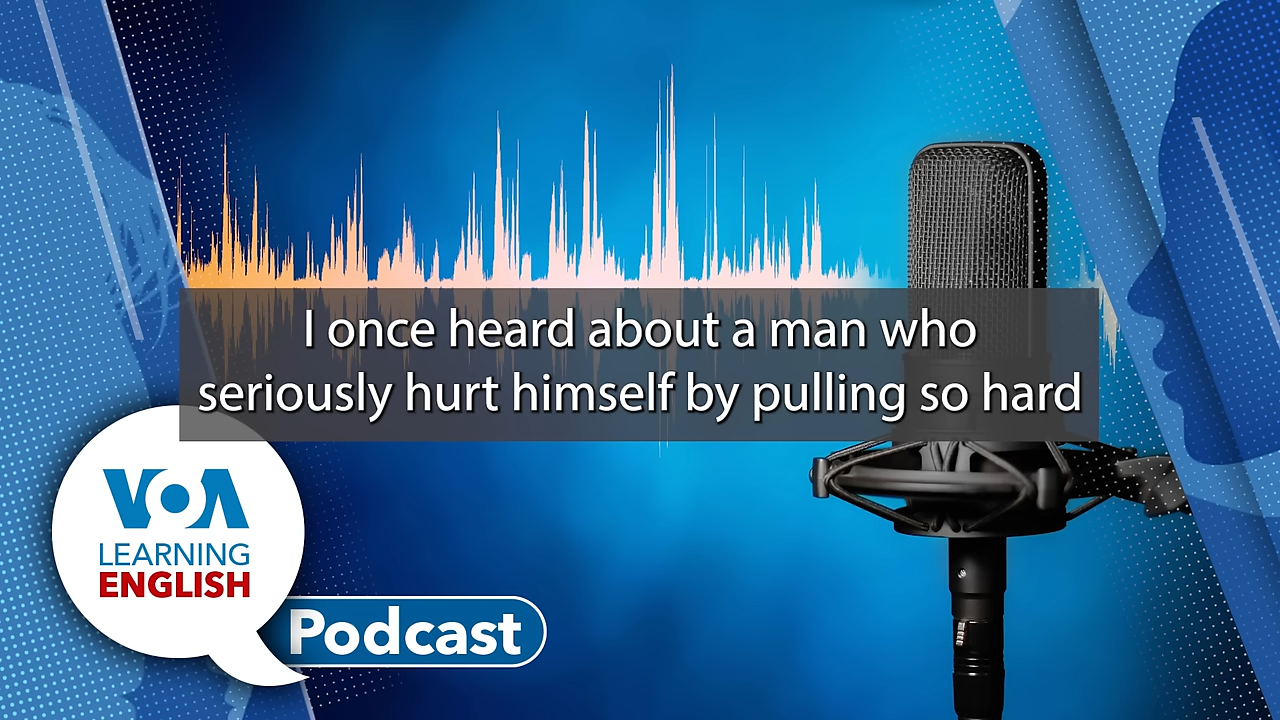 I once heard about a man who
seriously hurt himself by pulling so hard
VOA
LEARNING
ENGLISH
Podcast